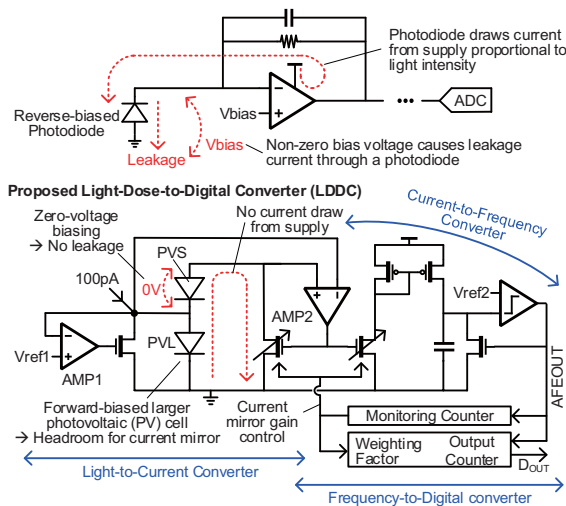 Photodiode draws current
from supply proportional to
light intensity
−
+
Vbias
ADC
Reverse-biased
Photodiode
Leakage
Vbias
Non-zero bias voltage causes leakage
current through a photodiode
Proposed Light-Dose-to-Digital Converter (LDDC)
Current-to-Frequency
Converter
Zero-voltage
biasing
→ No leakage
No current draw
from supply
PVS
100pA
0V
+
−
AMP2
Vref2
−
+
Vref1
AMP1
PVL
Forward-biased larger
photovoltaic (PV) cell
→ Headroom for current mirror
Current
mirror gain
control
AFEOUT
Monitoring Counter
Weighting
Factor
Output
Counter
DOUT
Light-to-Current Converter
Frequency-to-Digital converter